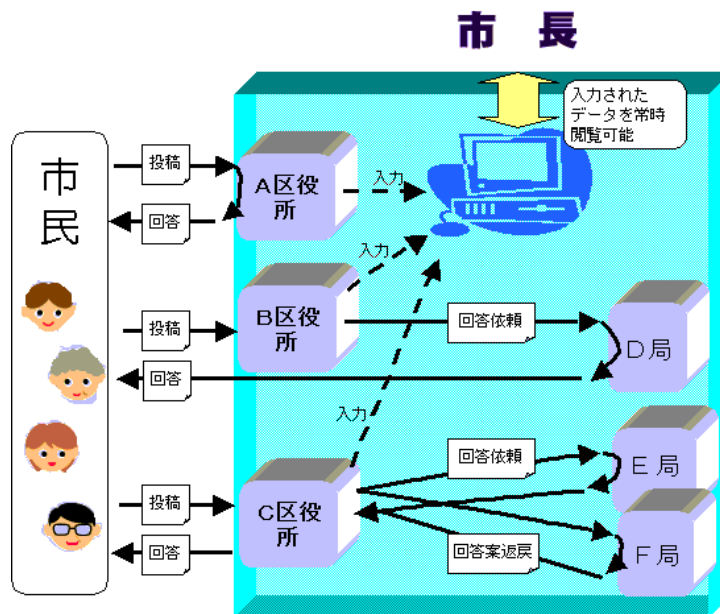 市 長
入力された
データを常時
閲覧可能
市
民
投稿
回答
A区役
所
入力
入力
B区役
所
投稿
回答依頼
D局
回答
入力
回答依頼
E局
投稿
C区役
所
回答
回答案返戻
F局